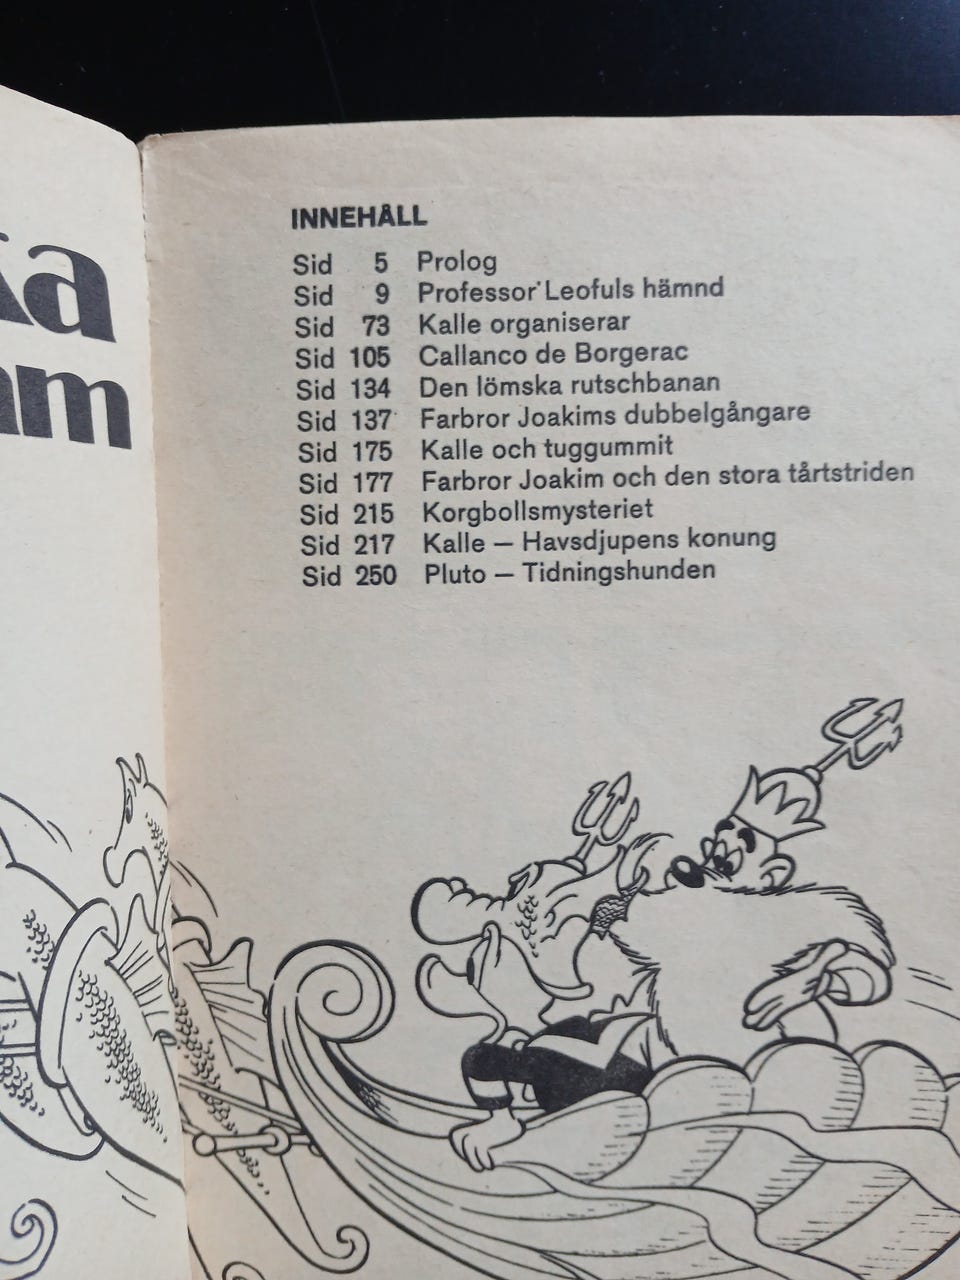 INNEHÅLL
Sid 5 Prolog
Sid 9 Professor Leofuls hämnd
Sid 73 Kalle organiserar
Sid 105 Callanco de Borgerac
Sid 134 Den lömska rutschbanan
Sid 137 Farbror Joakims dubbelgångare
Sid 175 Kalle och tuggummit
Sid 177 Farbror Joakim och den stora tårtstriden
Sid 215 Korgbollsmysteriet
Sid 217 Kalle — Havsdjupens konung
Sid 250 Pluto — Tidningshunden